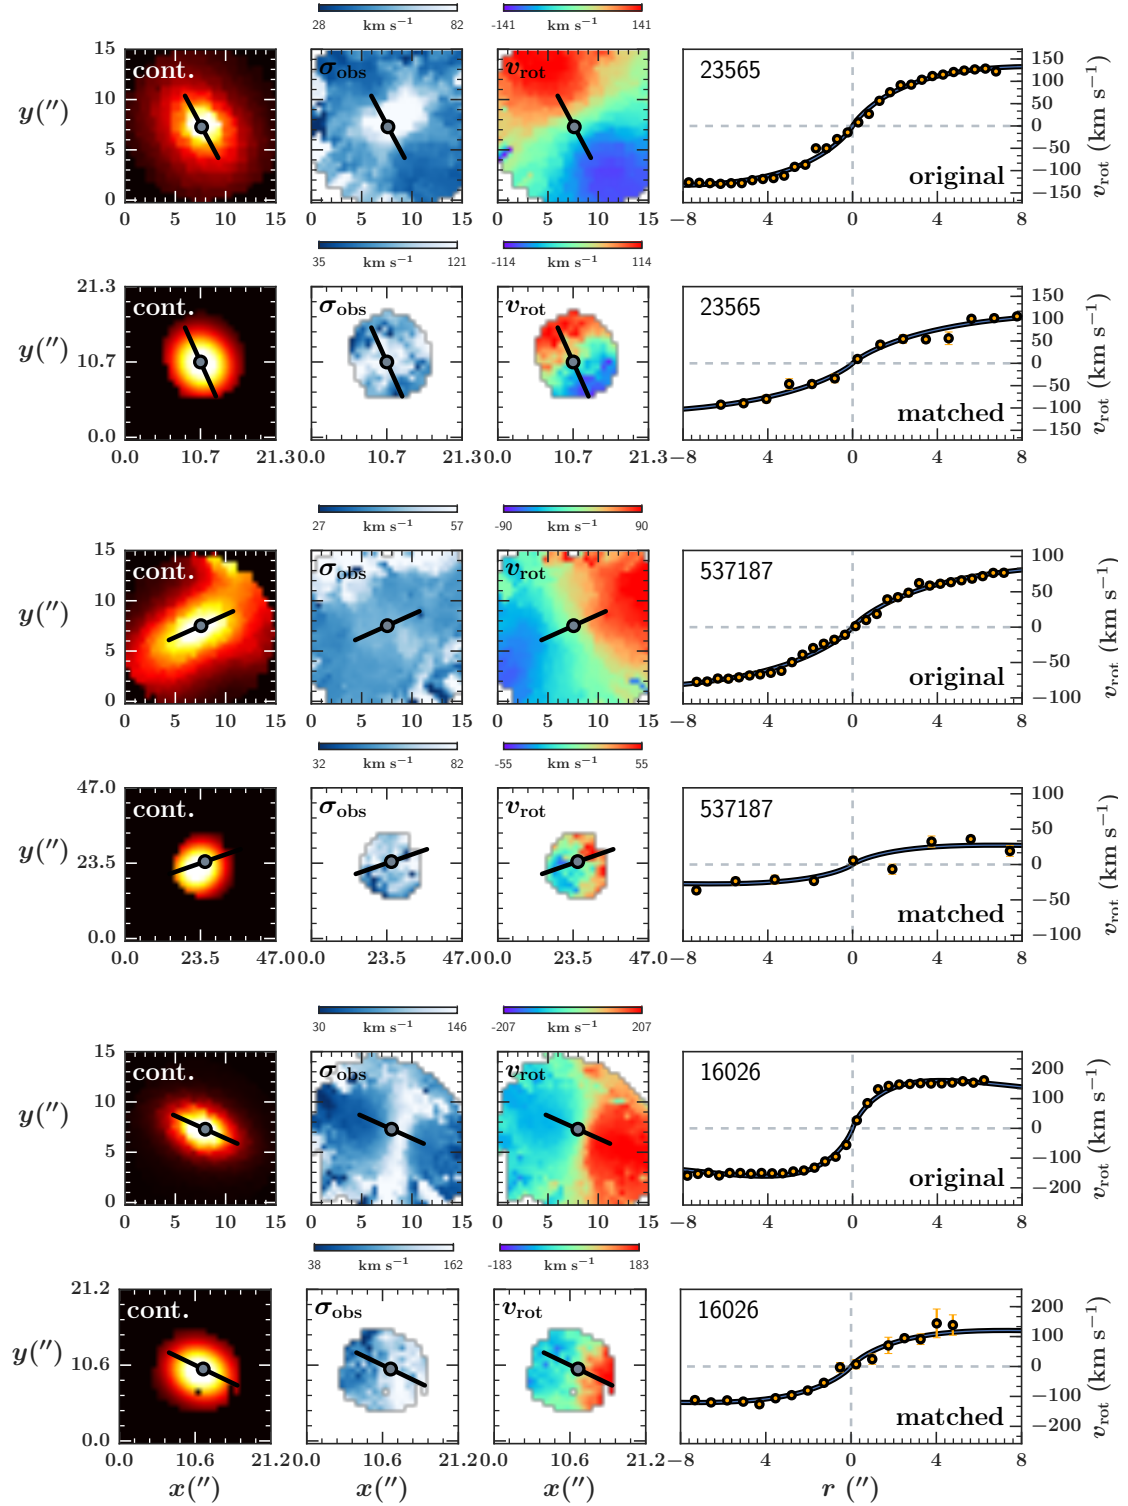 28 km s⁻¹ 82 -141 km s⁻¹ 141
15 cont. σobs vrot 23565 150
100
y('') 10 50
0 vrot (km s⁻¹)
5 −50
original −100
0 −150
0 5 10 15 0 5 10 15 0 5 10 15 −8 4 0 4 8
35 km s⁻¹ 121 -114 km s⁻¹ 114
21.3 cont. σobs vrot 23565 150
100
y('') 50
10.7 0 vrot (km s⁻¹)
−50
matched −100
0.0 −150
0.0 10.7 21.3 0.0 10.7 21.3 0.0 10.7 21.3 −8 4 0 4 8
27 km s⁻¹ 57 -90 km s⁻¹ 90
15 cont. σobs vrot 537187 100
y('') 10 50
0 vrot (km s⁻¹)
5 −50
original
0 −100
0 5 10 15 0 5 10 15 0 5 10 15 −8 4 0 4 8
32 km s⁻¹ 82 -55 km s⁻¹ 55
47.0 cont. σobs vrot 537187 100
50
y('') 23.5 0 vrot (km s⁻¹)
−50
matched
0.0 −100
0.0 23.5 47.0 0.0 23.5 47.0 0.0 23.5 47.0 −8 4 0 4 8
30 km s⁻¹ 146 -207 km s⁻¹ 207
15 cont. σobs vrot 16026 200
y('') 10 100
0 vrot (km s⁻¹)
5 −100
original −200
0
0 5 10 15 0 5 10 15 0 5 10 15 −8 4 0 4 8
38 km s⁻¹ 162 -183 km s⁻¹ 183
21.2 cont. σobs vrot 16026 200
100
y('') 10.6 0 vrot (km s⁻¹)
−100
matched −200
0.0
0.0 10.6 21.2 0.0 10.6 21.2 0.0 10.6 21.2 −8 4 0 4 8
x('') x('') x('') r ('')